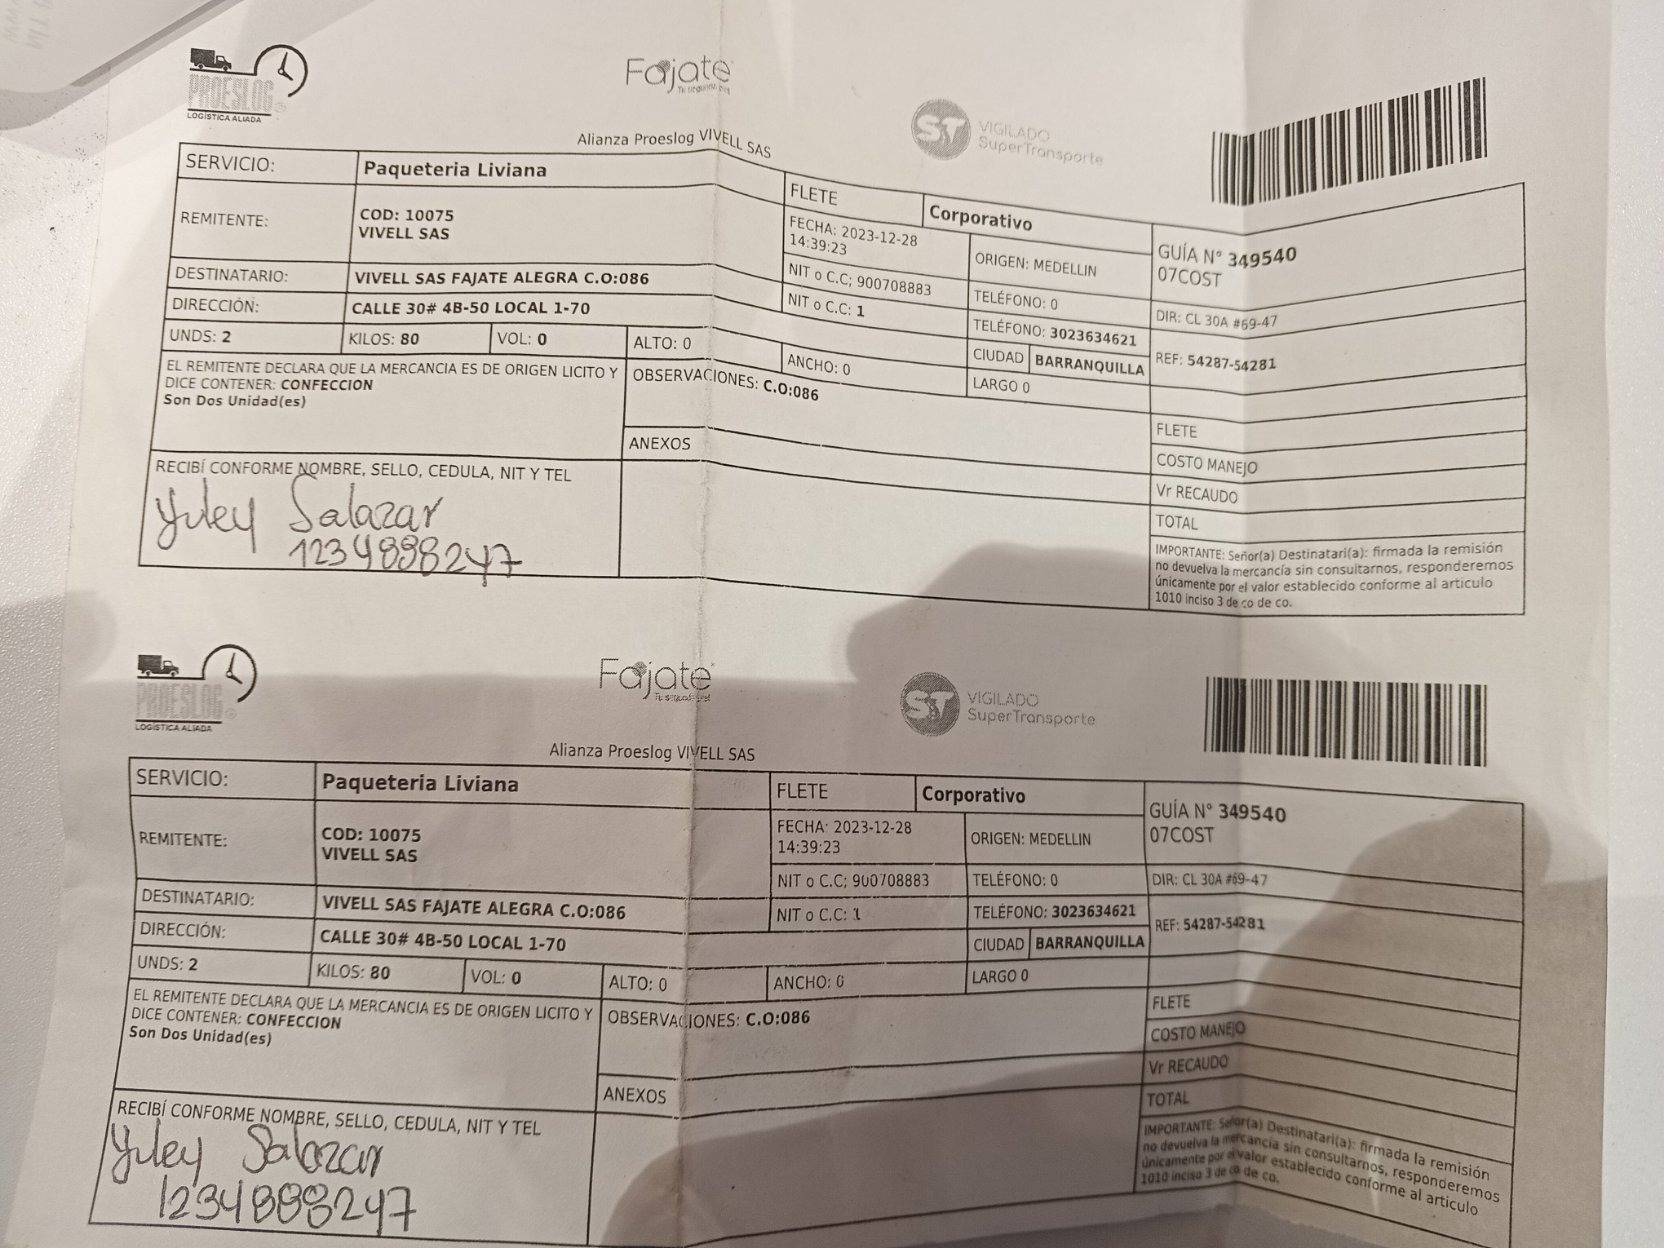 PROESLOG
LOGÍSTICA ALIADA
Fajate
VIGILADO
SuperTransporte
Alianza Proeslog VIVELL SAS
SERVICIO: Paqueteria Liviana
FLETE Corporativo
REMITENTE: COD: 10075
VIVELL SAS
FECHA: 2023-12-28
14:39:23
ORIGEN: MEDELLIN
GUÍA N° 349540
07COST
NIT o C.C; 900708883
TELÉFONO: 0
DIR: CL 30A #69-47
DESTINATARIO: VIVELL SAS FAJATE ALEGRA C.O:086
NIT o C.C: 1
TELÉFONO: 3023634621
REF: 54287-54281
DIRECCIÓN: CALLE 30# 4B-50 LOCAL 1-70
CIUDAD BARRANQUILLA
UNDS: 2 KILOS: 80 VOL: 0 ALTO: 0 ANCHO: 0 LARGO 0
EL REMITENTE DECLARA QUE LA MERCANCIA ES DE ORIGEN LICITO Y
DICE CONTENER: CONFECCION
Son Dos Unidad(es)
OBSERVACIONES: C.O:086
ANEXOS
FLETE
COSTO MANEJO
Vr RECAUDO
TOTAL
RECIBÍ CONFORME NOMBRE, SELLO, CEDULA, NIT Y TEL
Yuley Salazar
1234888247
IMPORTANTE: Señor(a) Destinatari(a): firmada la remisión
no devuelva la mercancía sin consultarnos, responderemos
únicamente por el valor establecido conforme al articulo
1010 inciso 3 de co de co.
PROESLOG
LOGÍSTICA ALIADA
Fajate
VIGILADO
SuperTransporte
Alianza Proeslog VIVELL SAS
SERVICIO: Paqueteria Liviana
FLETE Corporativo
REMITENTE: COD: 10075
VIVELL SAS
FECHA: 2023-12-28
14:39:23
ORIGEN: MEDELLIN
GUÍA N° 349540
07COST
NIT o C.C; 900708883
TELÉFONO: 0
DIR: CL 30A #69-47
DESTINATARIO: VIVELL SAS FAJATE ALEGRA C.O:086
NIT o C.C: 1
TELÉFONO: 3023634621
REF: 54287-54281
DIRECCIÓN: CALLE 30# 4B-50 LOCAL 1-70
CIUDAD BARRANQUILLA
UNDS: 2 KILOS: 80 VOL: 0 ALTO: 0 ANCHO: 0 LARGO 0
EL REMITENTE DECLARA QUE LA MERCANCIA ES DE ORIGEN LICITO Y
DICE CONTENER: CONFECCION
Son Dos Unidad(es)
OBSERVACIONES: C.O:086
ANEXOS
FLETE
COSTO MANEJO
Vr RECAUDO
TOTAL
RECIBÍ CONFORME NOMBRE, SELLO, CEDULA, NIT Y TEL
Yuley Salazar
1234888247
IMPORTANTE: Señor(a) Destinatari(a): firmada la remisión
no devuelva la mercancía sin consultarnos, responderemos
únicamente por el valor establecido conforme al articulo
1010 inciso 3 de co de co.